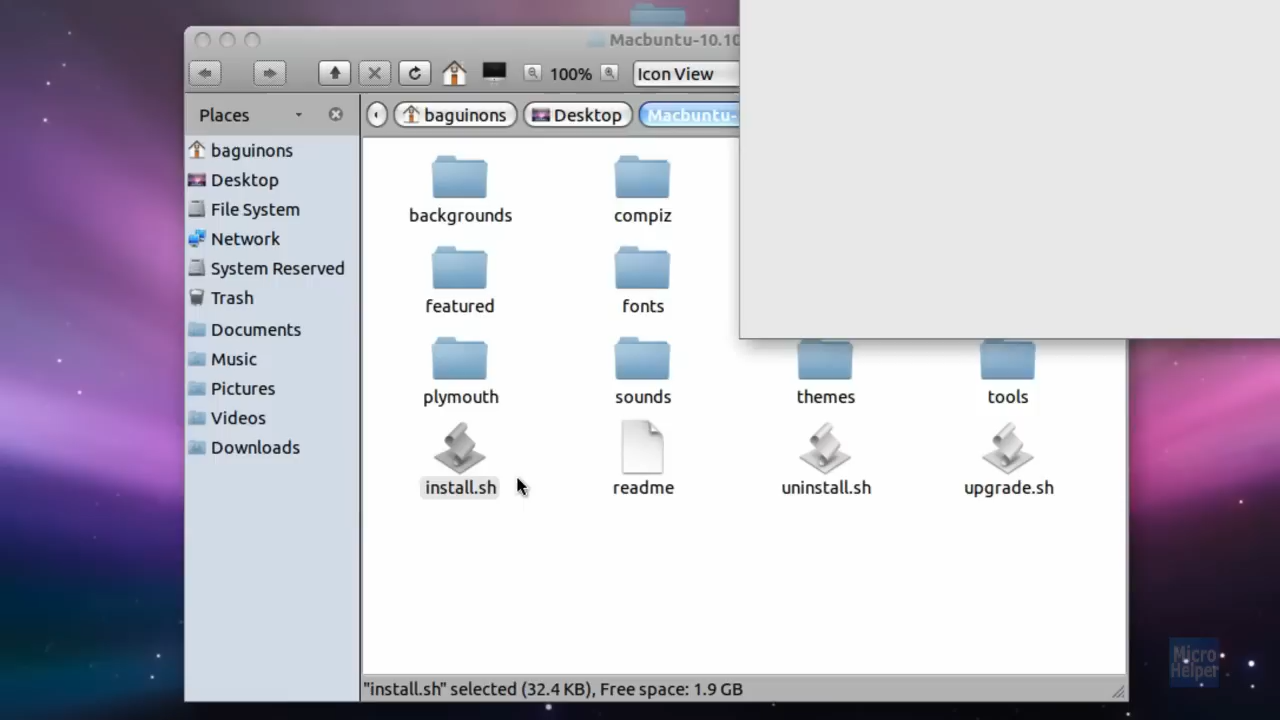 Macbuntu-10.10
100%
Icon View
Places
baguinons
Desktop
Macbuntu-
baguinons
Desktop
File System
Network
System Reserved
Trash
Documents
Music
Pictures
Videos
Downloads
backgrounds
compiz
featured
fonts
plymouth
sounds
themes
tools
install.sh
readme
uninstall.sh
upgrade.sh
"install.sh" selected (32.4 KB), Free space: 1.9 GB
Micro
Helper